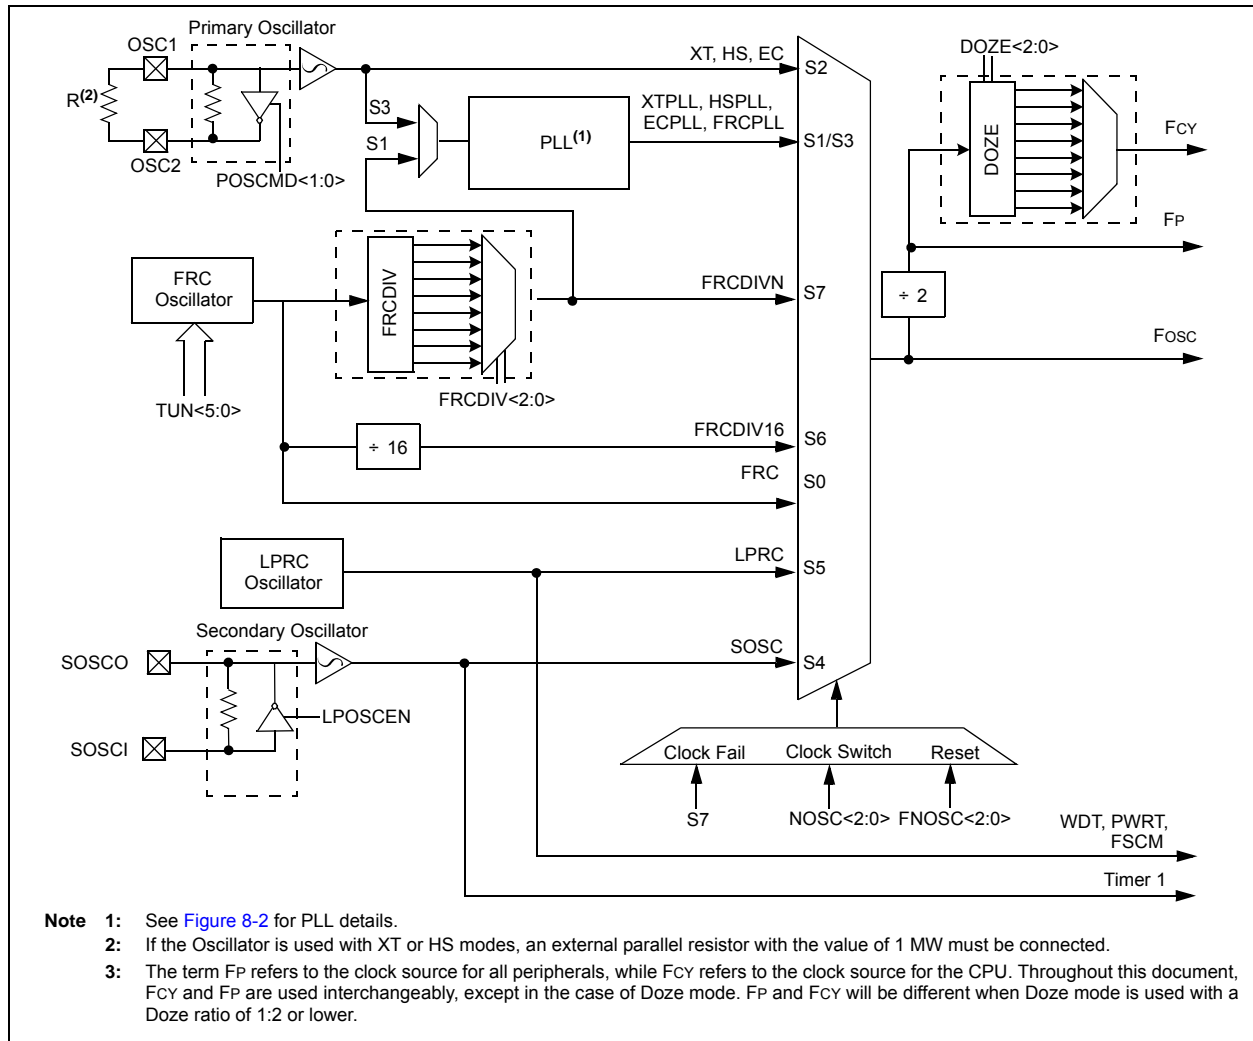 Primary Oscillator
OSC1
R(2)
OSC2
POSCMD<1:0>
S3
S1
PLL(1)
XT, HS, EC
S2
XTPLL, HSPLL,
ECPLL, FRCPLL
S1/S3
DOZE<2:0>
DOZE
FCY
FP
÷ 2
FOSC
FRC
Oscillator
TUN<5:0>
FRCDIV
FRCDIV<2:0>
FRCDIVN
S7
÷ 16
FRCDIV16
S6
FRC
S0
LPRC
Oscillator
LPRC
S5
Secondary Oscillator
SOSCO
SOSCI
LPOSCEN
SOSC
S4
Clock Fail
Clock Switch
Reset
S7
NOSC<2:0>
FNOSC<2:0>
WDT, PWRT,
FSCM
Timer 1
Note 1: See Figure 8-2 for PLL details.
2: If the Oscillator is used with XT or HS modes, an external parallel resistor with the value of 1 MW must be connected.
3: The term FP refers to the clock source for all peripherals, while FCY refers to the clock source for the CPU. Throughout this document,
FCY and FP are used interchangeably, except in the case of Doze mode. FP and FCY will be different when Doze mode is used with a
Doze ratio of 1:2 or lower.